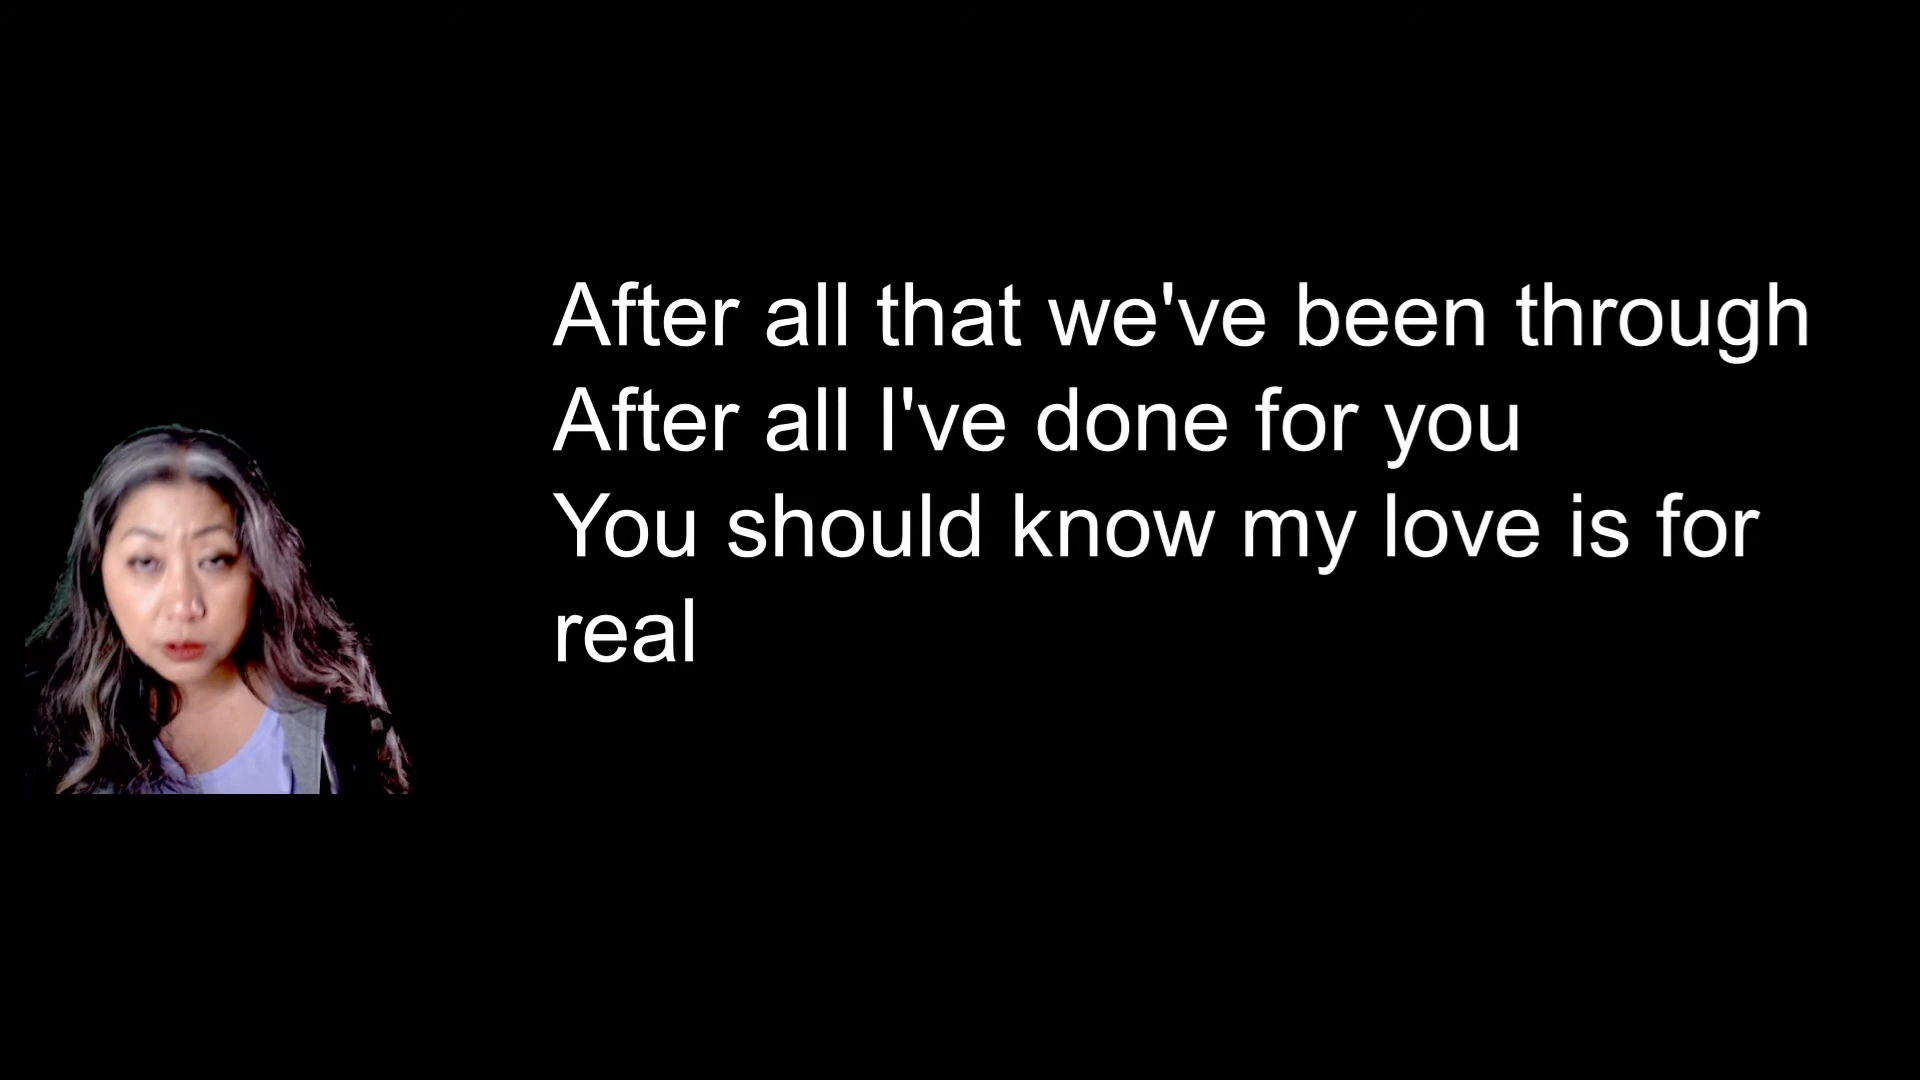 After all that we've been through
After all I've done for you
You should know my love is for
real